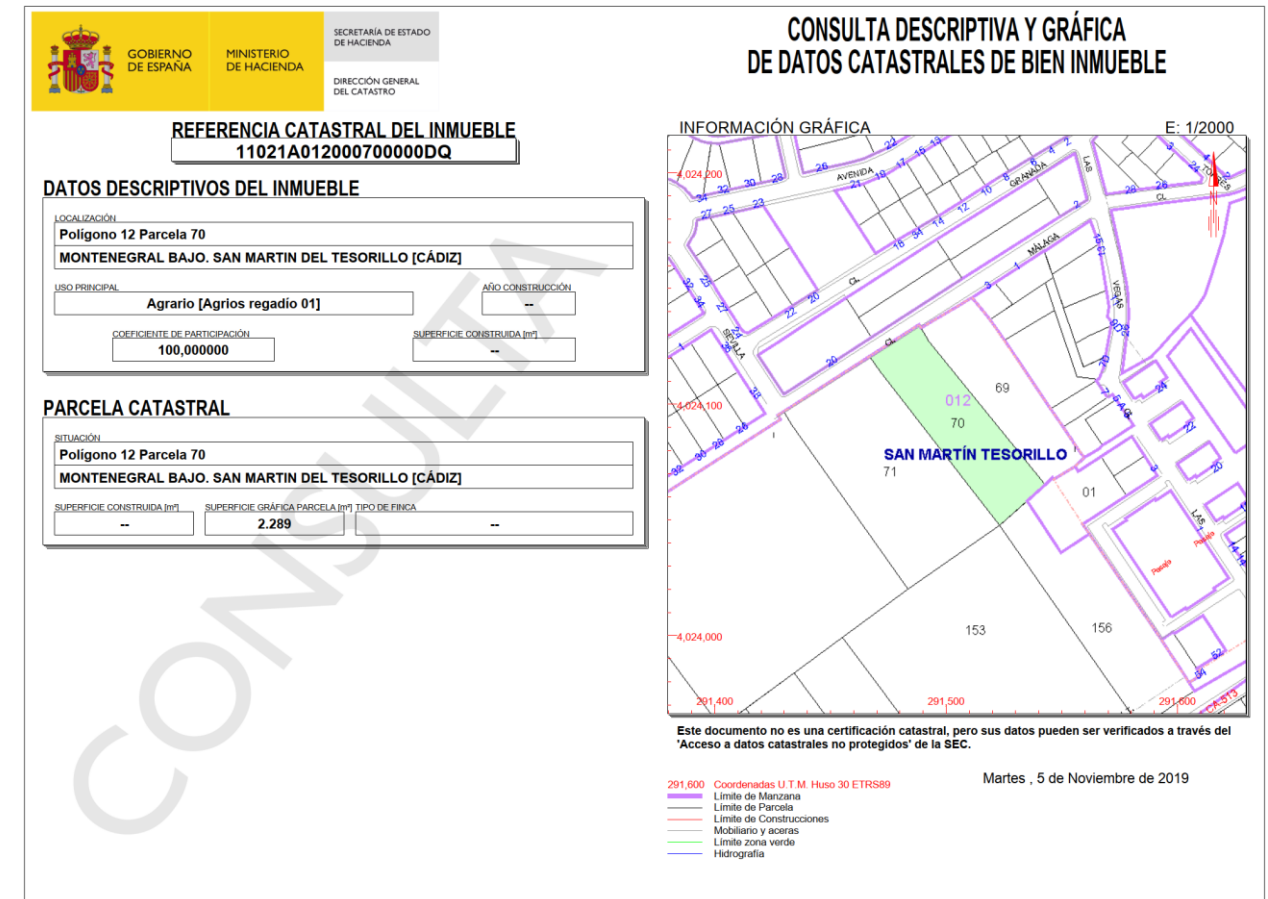 GOBIERNO
DE ESPAÑA
MINISTERIO
DE HACIENDA
SECRETARÍA DE ESTADO
DE HACIENDA
DIRECCIÓN GENERAL
DEL CATASTRO
CONSULTA DESCRIPTIVA Y GRÁFICA
DE DATOS CATASTRALES DE BIEN INMUEBLE
REFERENCIA CATASTRAL DEL INMUEBLE
11021A012000700000DQ
DATOS DESCRIPTIVOS DEL INMUEBLE
LOCALIZACIÓN
Polígono 12 Parcela 70
MONTENEGRAL BAJO. SAN MARTIN DEL TESORILLO [CÁDIZ]
USO PRINCIPAL
Agrario [Agrios regadío 01]
AÑO CONSTRUCCIÓN
--
COEFICIENTE DE PARTICIPACIÓN
100,000000
SUPERFICIE CONSTRUIDA [m²]
--
PARCELA CATASTRAL
SITUACIÓN
Polígono 12 Parcela 70
MONTENEGRAL BAJO. SAN MARTIN DEL TESORILLO [CÁDIZ]
SUPERFICIE CONSTRUIDA [m²]
--
SUPERFICIE GRÁFICA PARCELA [m²]
2.289
TIPO DE FINCA
--
CONSULTA
INFORMACIÓN GRÁFICA E: 1/2000
4,024,200
AVENIDA
GRANADA
LAS
TORRES
CL
CL
MÁLAGA
VEGAS
SEVILLA
CL
4,024,100
012
69
70
SAN MARTÍN TESORILLO
71
01
LAS
Pasaje
Pasaje
153
156
4,024,000
291,400
291,500
291,600
CA-513
Este documento no es una certificación catastral, pero sus datos pueden ser verificados a través del
'Acceso a datos catastrales no protegidos' de la SEC.
Martes , 5 de Noviembre de 2019
291,600 Coordenadas U.T.M. Huso 30 ETRS89
Límite de Manzana
Límite de Parcela
Límite de Construcciones
Mobiliario y aceras
Límite zona verde
Hidrografía